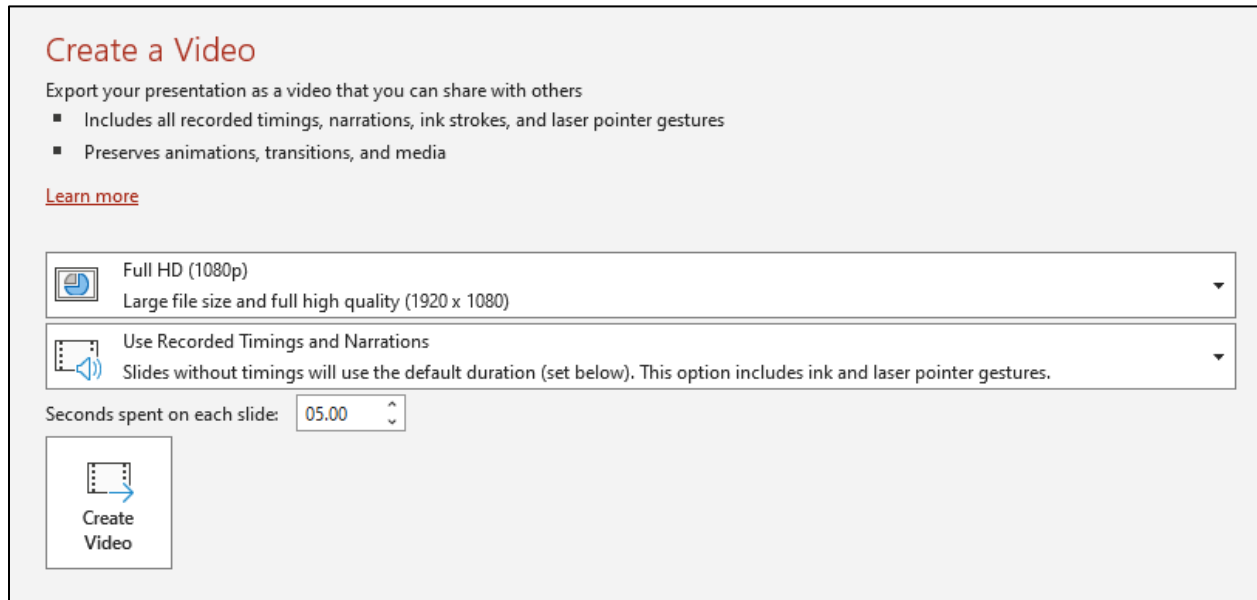 Create a Video
Export your presentation as a video that you can share with others
Includes all recorded timings, narrations, ink strokes, and laser pointer gestures
Preserves animations, transitions, and media
Learn more
Full HD (1080p)
Large file size and full high quality (1920 x 1080)
Use Recorded Timings and Narrations
Slides without timings will use the default duration (set below). This option includes ink and laser pointer gestures.
Seconds spent on each slide: 05.00
Create
Video